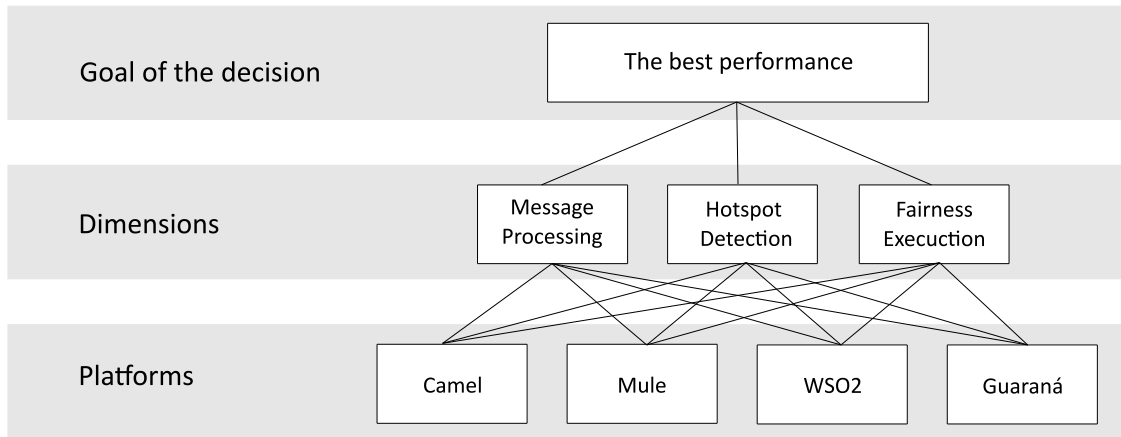 Goal of the decision
The best performance
Dimensions
Message
Processing
Hotspot
Detection
Fairness
Execuction
Platforms
Camel
Mule
WSO2
Guaraná